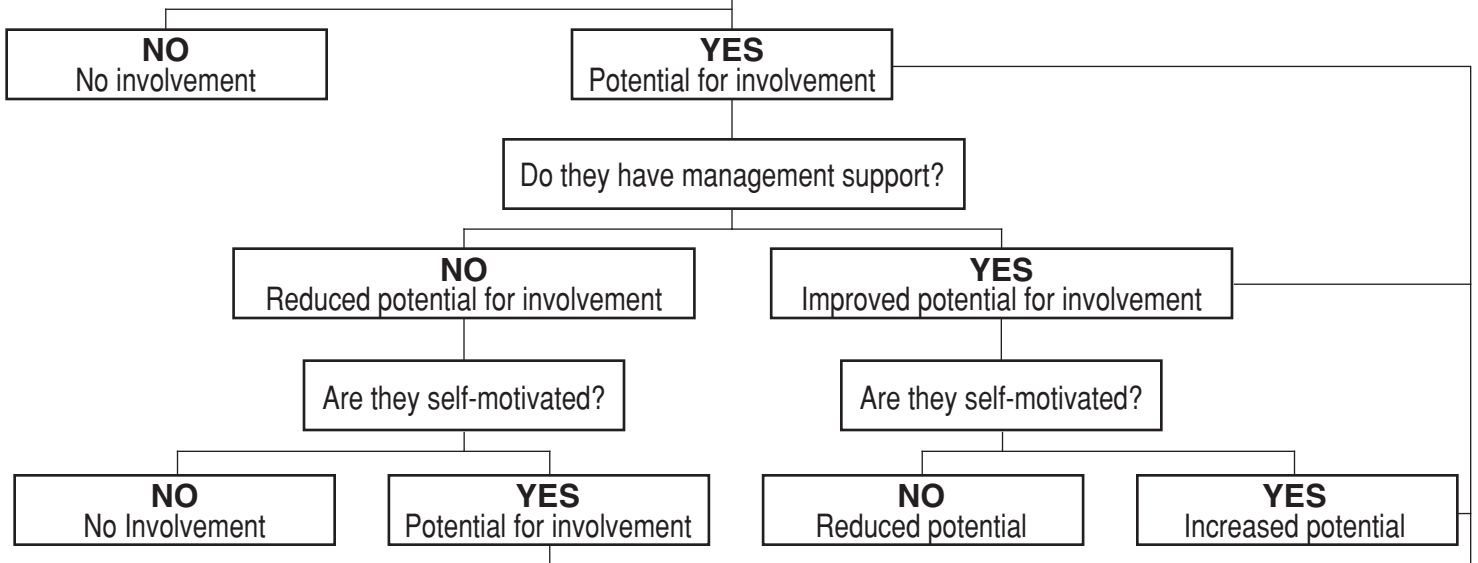 NO
No involvement
YES
Potential for involvement
Do they have management support?
NO
Reduced potential for involvement
YES
Improved potential for involvement
Are they self-motivated?
Are they self-motivated?
NO
No Involvement
YES
Potential for involvement
NO
Reduced potential
YES
Increased potential